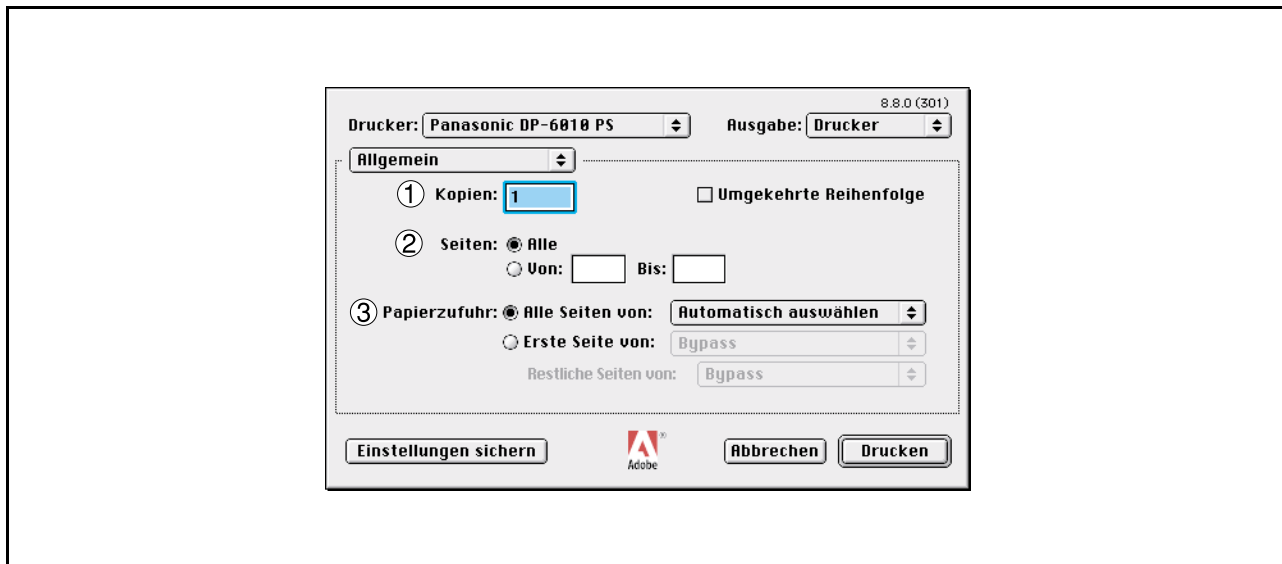 8.8.0 (301)
Drucker: Panasonic DP-6010 PS Ausgabe: Drucker
Allgemein
① Kopien: 1 Umgekehrte Reihenfolge
② Seiten: Alle
Von: Bis:
③ Papierzufuhr: Alle Seiten von: Automatisch auswählen
Erste Seite von: Bypass
Restliche Seiten von: Bypass
Einstellungen sichern Adobe® Abbrechen Drucken